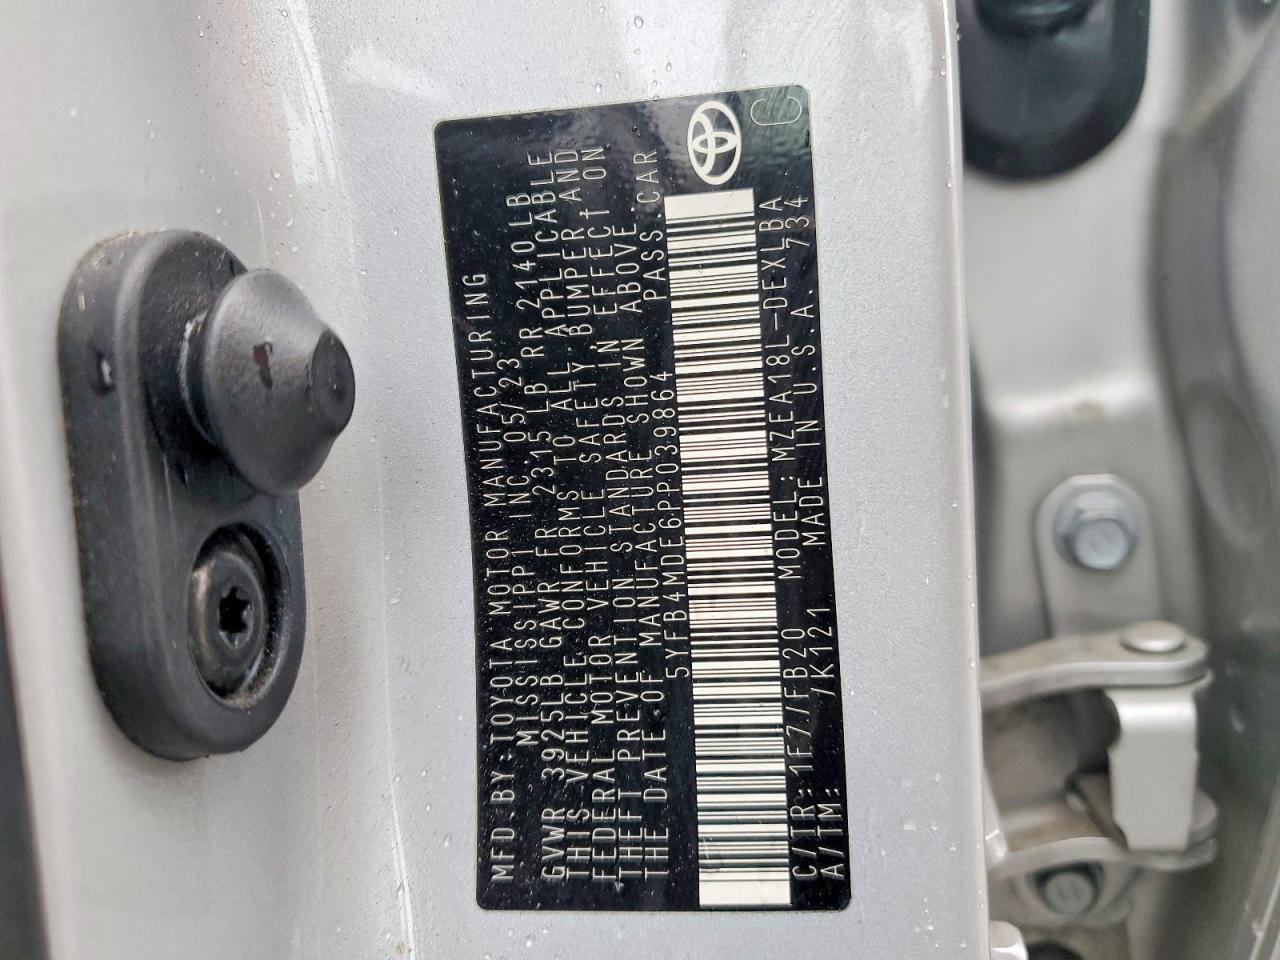 MFD.BY:TOYOTA MOTOR MANUFACTURING
MISSISSIPPI INC. 05/23
GVWR 3925LB GAWR FR 2315 LB RR 2140LB
THIS VEHICLE CONFORMS TO ALL APPLICABLE
FEDERAL MOTOR VEHICLE SAFETY,BUMPER,AND
THEFT PREVENTION STANDARDS IN EFFECT ON
THE DATE OF MANUFACTURE SHOWN ABOVE.
5YFB4MDE6PP039864 PASS.CAR
C
C/TR:1F7/FB20 MODEL:MZEA18L-DEXLBA
A/TM: /K121 MADE IN U.S.A. 734